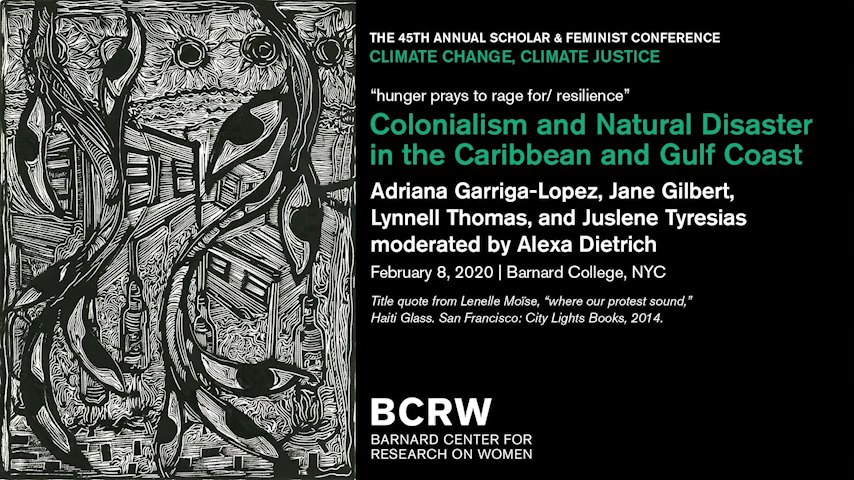 THE 45TH ANNUAL SCHOLAR & FEMINIST CONFERENCE
CLIMATE CHANGE, CLIMATE JUSTICE
“hunger prays to rage for/ resilience”
Colonialism and Natural Disaster
in the Caribbean and Gulf Coast
Adriana Garriga-Lopez, Jane Gilbert,
Lynnell Thomas, and Juslene Tyresias
moderated by Alexa Dietrich
February 8, 2020 | Barnard College, NYC
Title quote from Lenelle Moïse, “where our protest sound,”
Haiti Glass. San Francisco: City Lights Books, 2014.
BCRW
BARNARD CENTER FOR
RESEARCH ON WOMEN